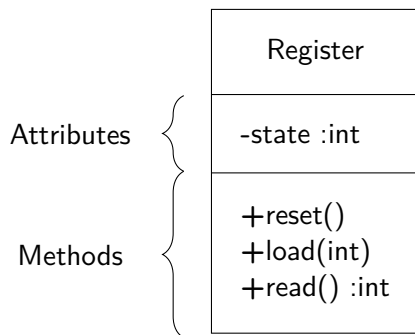 Register
Attributes
-state :int
Methods
+reset()
+load(int)
+read() :int